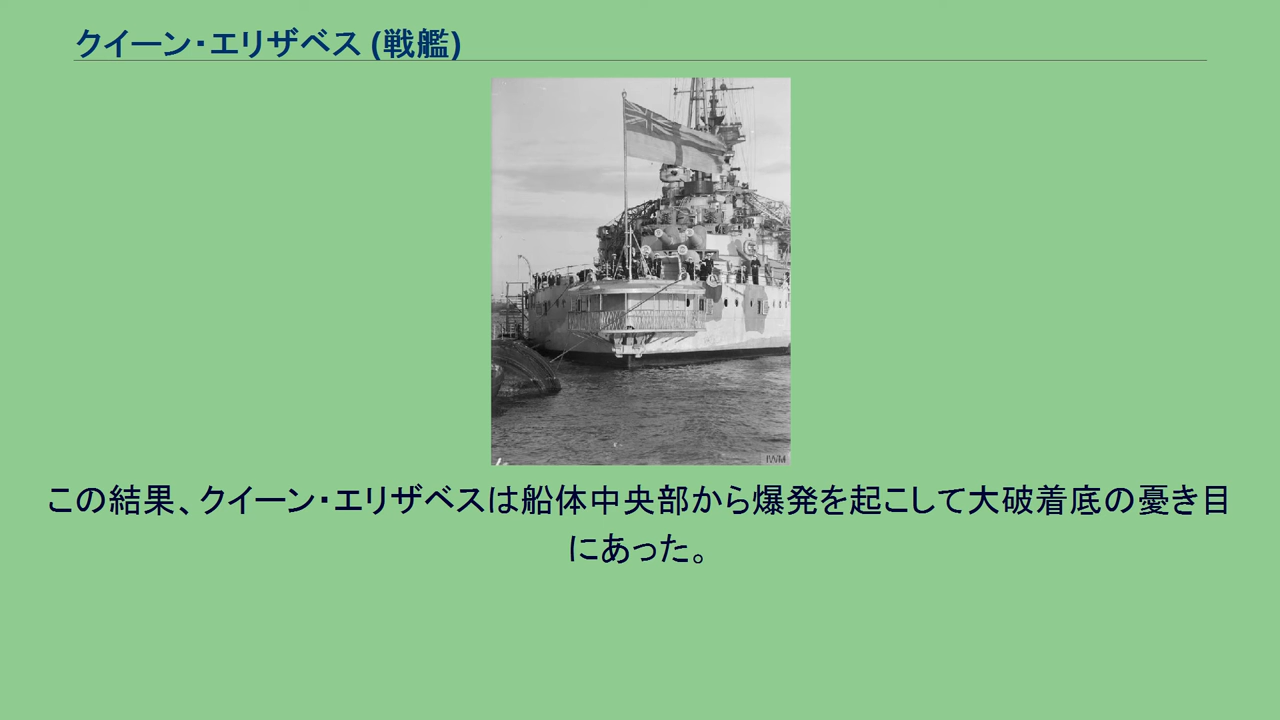 クイーン・エリザベス (戦艦)
IWM
この結果、クイーン・エリザベスは船体中央部から爆発を起こして大破着底の憂き目
にあった。